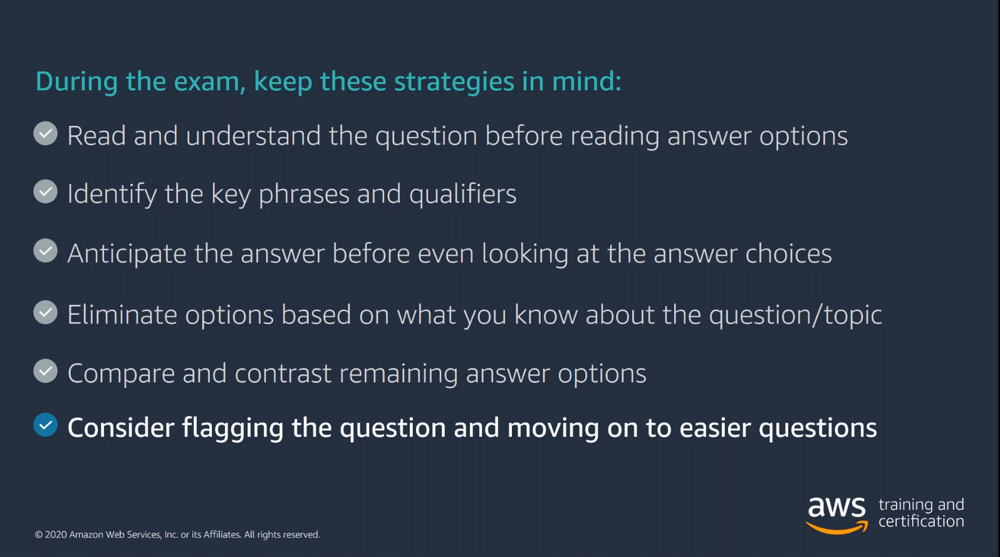 During the exam, keep these strategies in mind:
Read and understand the question before reading answer options
Identify the key phrases and qualifiers
Anticipate the answer before even looking at the answer choices
Eliminate options based on what you know about the question/topic
Compare and contrast remaining answer options
Consider flagging the question and moving on to easier questions
aws training and
certification
© 2020 Amazon Web Services, Inc. or its Affiliates. All rights reserved.